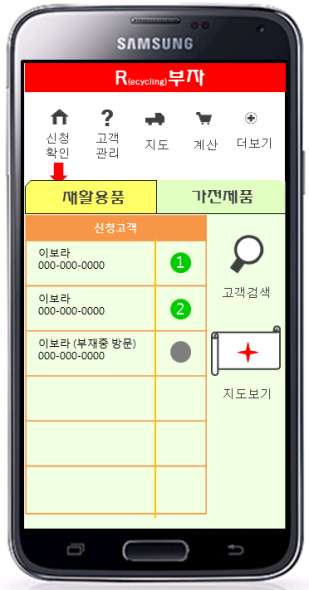 SAMSUNG
R(ecycling)부자
?
신청
확인
고객
관리
지도
계산
더보기
재활용품
가전제품
신청고객
이보라
000-000-0000
1
고객검색
이보라
000-000-0000
2
이보라 (부재중 방문)
000-000-0000
지도보기